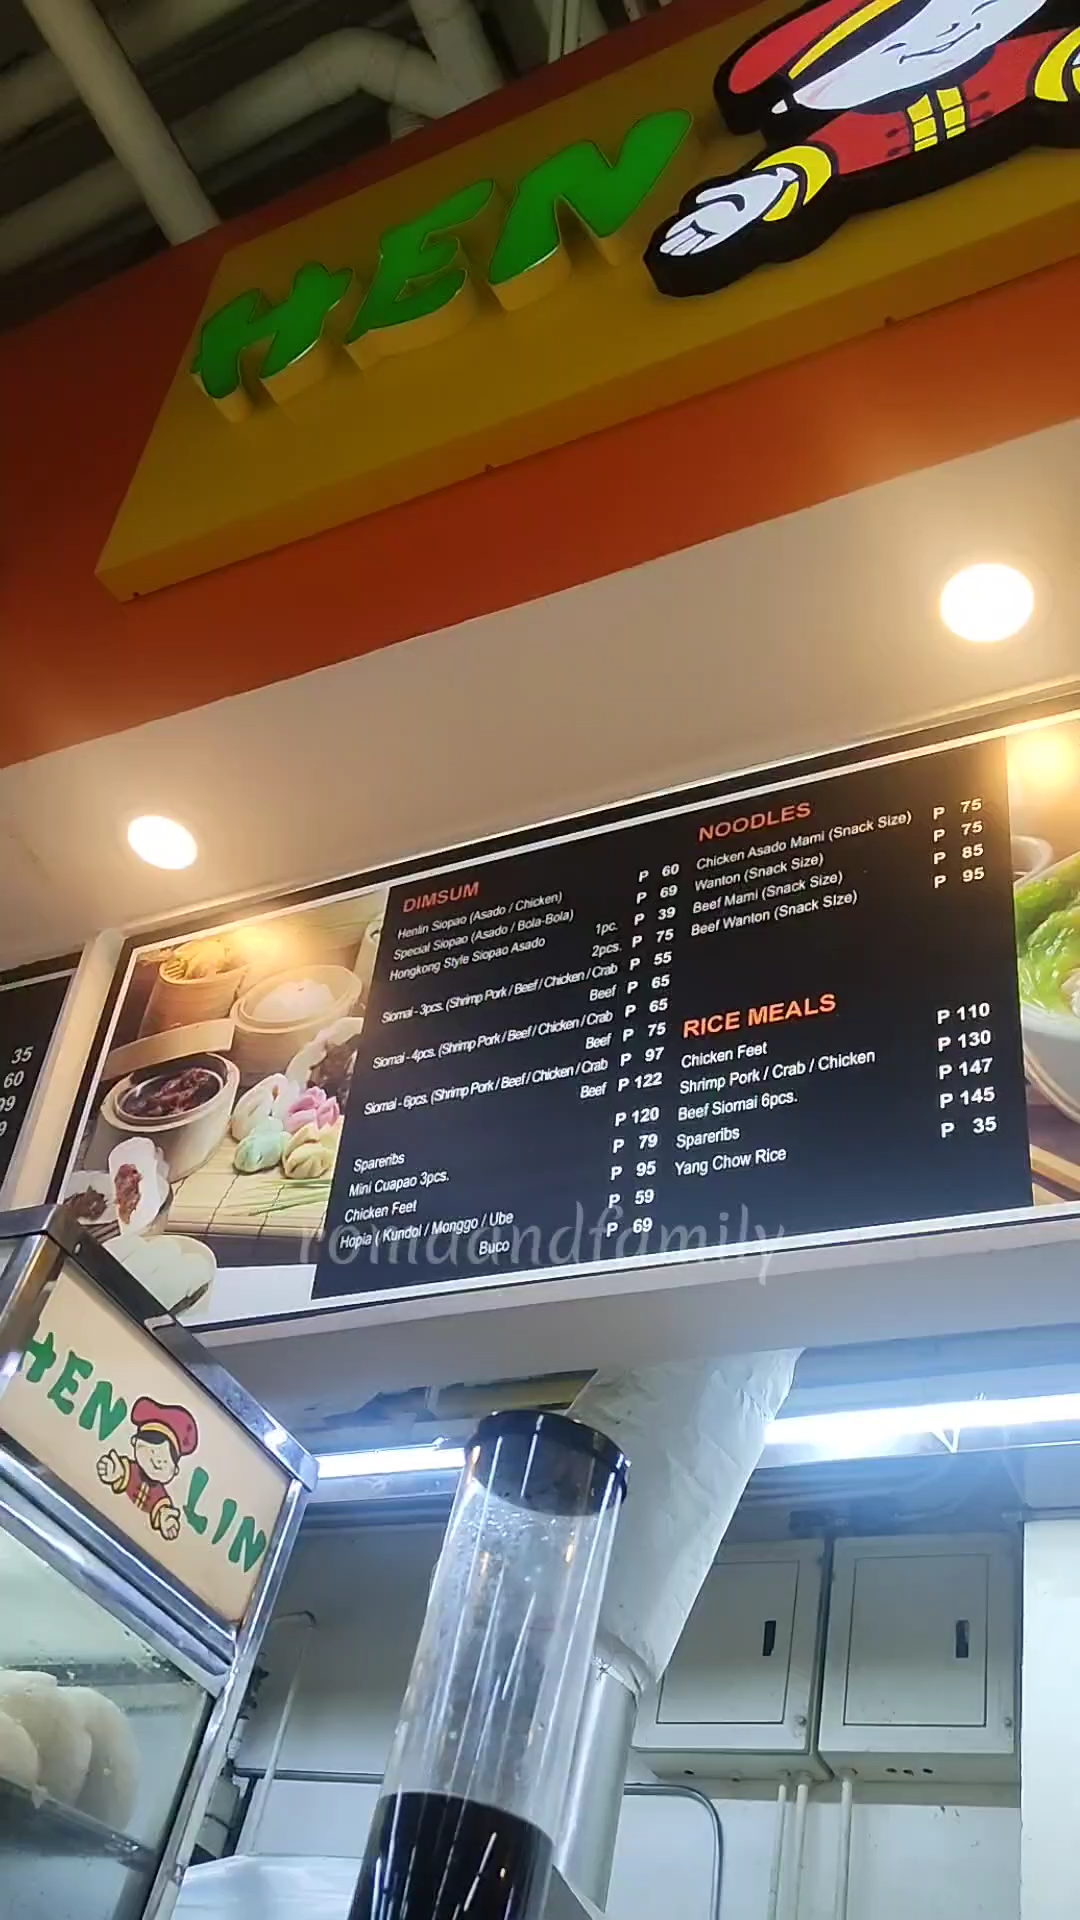 HEN
35
60
99
9
DIMSUM
Henlin Siopao (Asado / Chicken) P 60
Special Siopao (Asado / Bola-Bola) P 69
Hongkong Style Siopao Asado 1pc. P 39
2pcs. P 75
Siomai - 3pcs. (Shrimp Pork / Beef / Chicken / Crab P 55
Beef P 65
Siomai - 4pcs. (Shrimp Pork / Beef / Chicken / Crab P 65
Beef P 75
Siomai - 6pcs. (Shrimp Pork / Beef / Chicken / Crab P 97
Beef P 122
Spareribs P 120
Mini Cuapao 3pcs. P 79
Chicken Feet P 95
Hopia ( Kundol / Monggo / Ube P 59
Buco P 69
NOODLES
Chicken Asado Mami (Snack Size) P 75
Wanton (Snack Size) P 75
Beef Mami (Snack Size) P 85
Beef Wanton (Snack SIze) P 95
RICE MEALS
Chicken Feet P 110
Shrimp Pork / Crab / Chicken P 130
Beef Siomai 6pcs. P 147
Spareribs P 145
Yang Chow Rice P 35
romaandfamily
HEN LIN